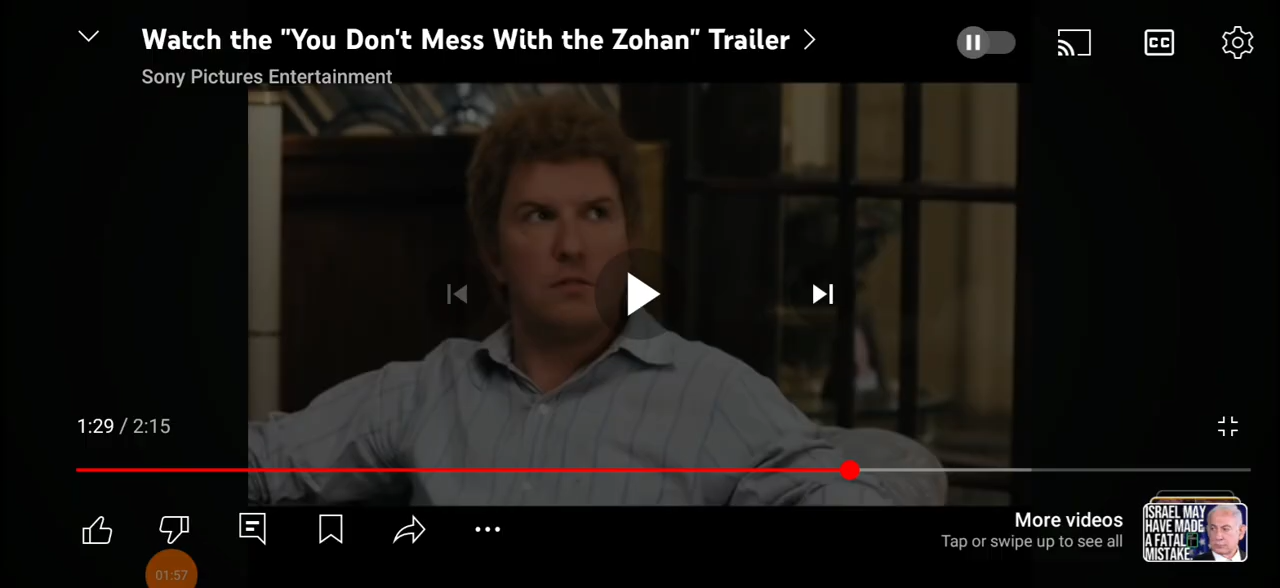 Watch the "You Don't Mess With the Zohan" Trailer
Sony Pictures Entertainment
CC
1:29 / 2:15
More videos
Tap or swipe up to see all
ISRAEL MAY
HAVE MADE
A FATAL
MISTAKE.
01:57